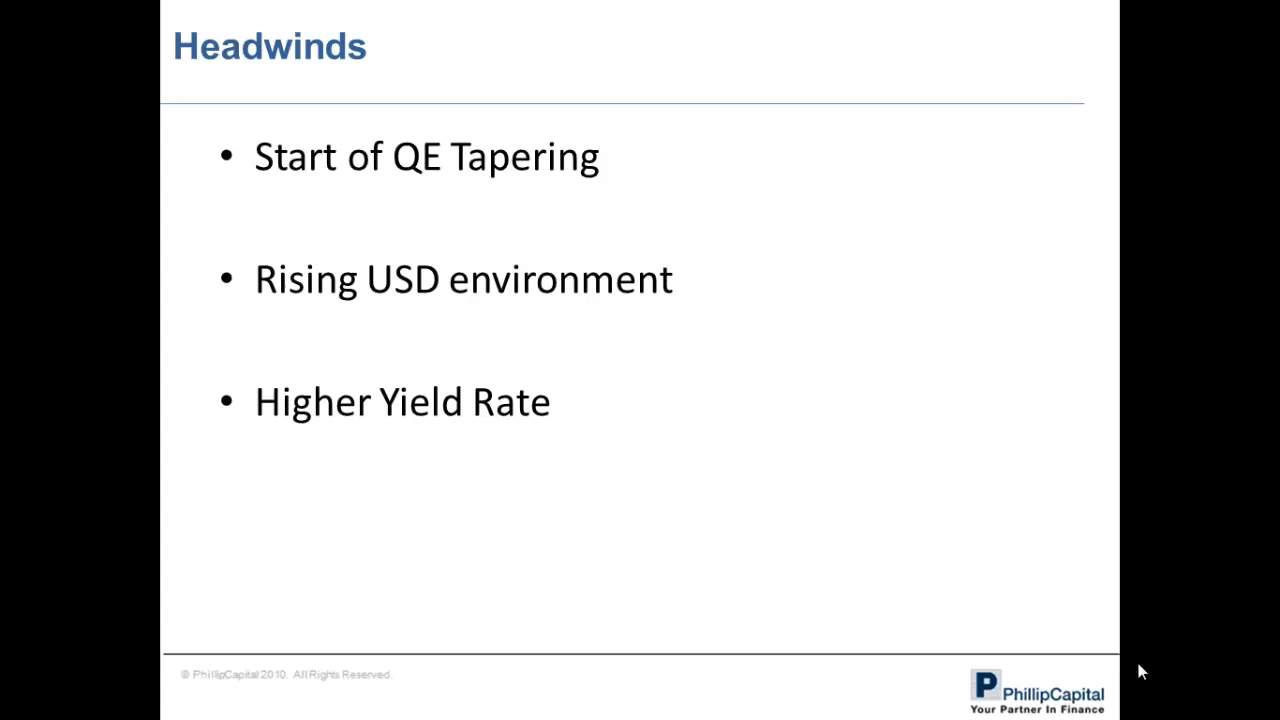 Headwinds
• Start of QE Tapering
• Rising USD environment
• Higher Yield Rate
© PhillipCapital 2010. All Rights Reserved.
P PhillipCapital
Your Partner In Finance